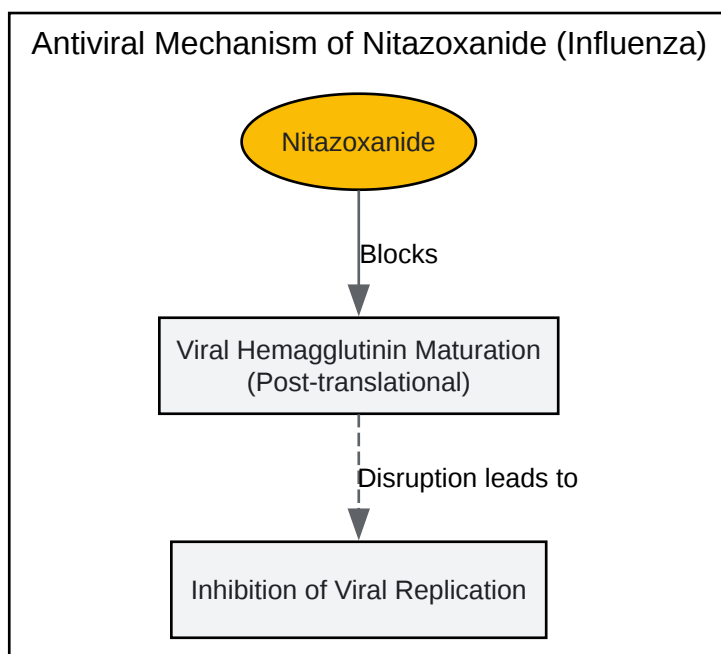 Antiviral Mechanism of Nitazoxanide (Influenza)
Nitazoxanide
Blocks
Viral Hemagglutinin Maturation
(Post-translational)
Disruption leads to
Inhibition of Viral Replication